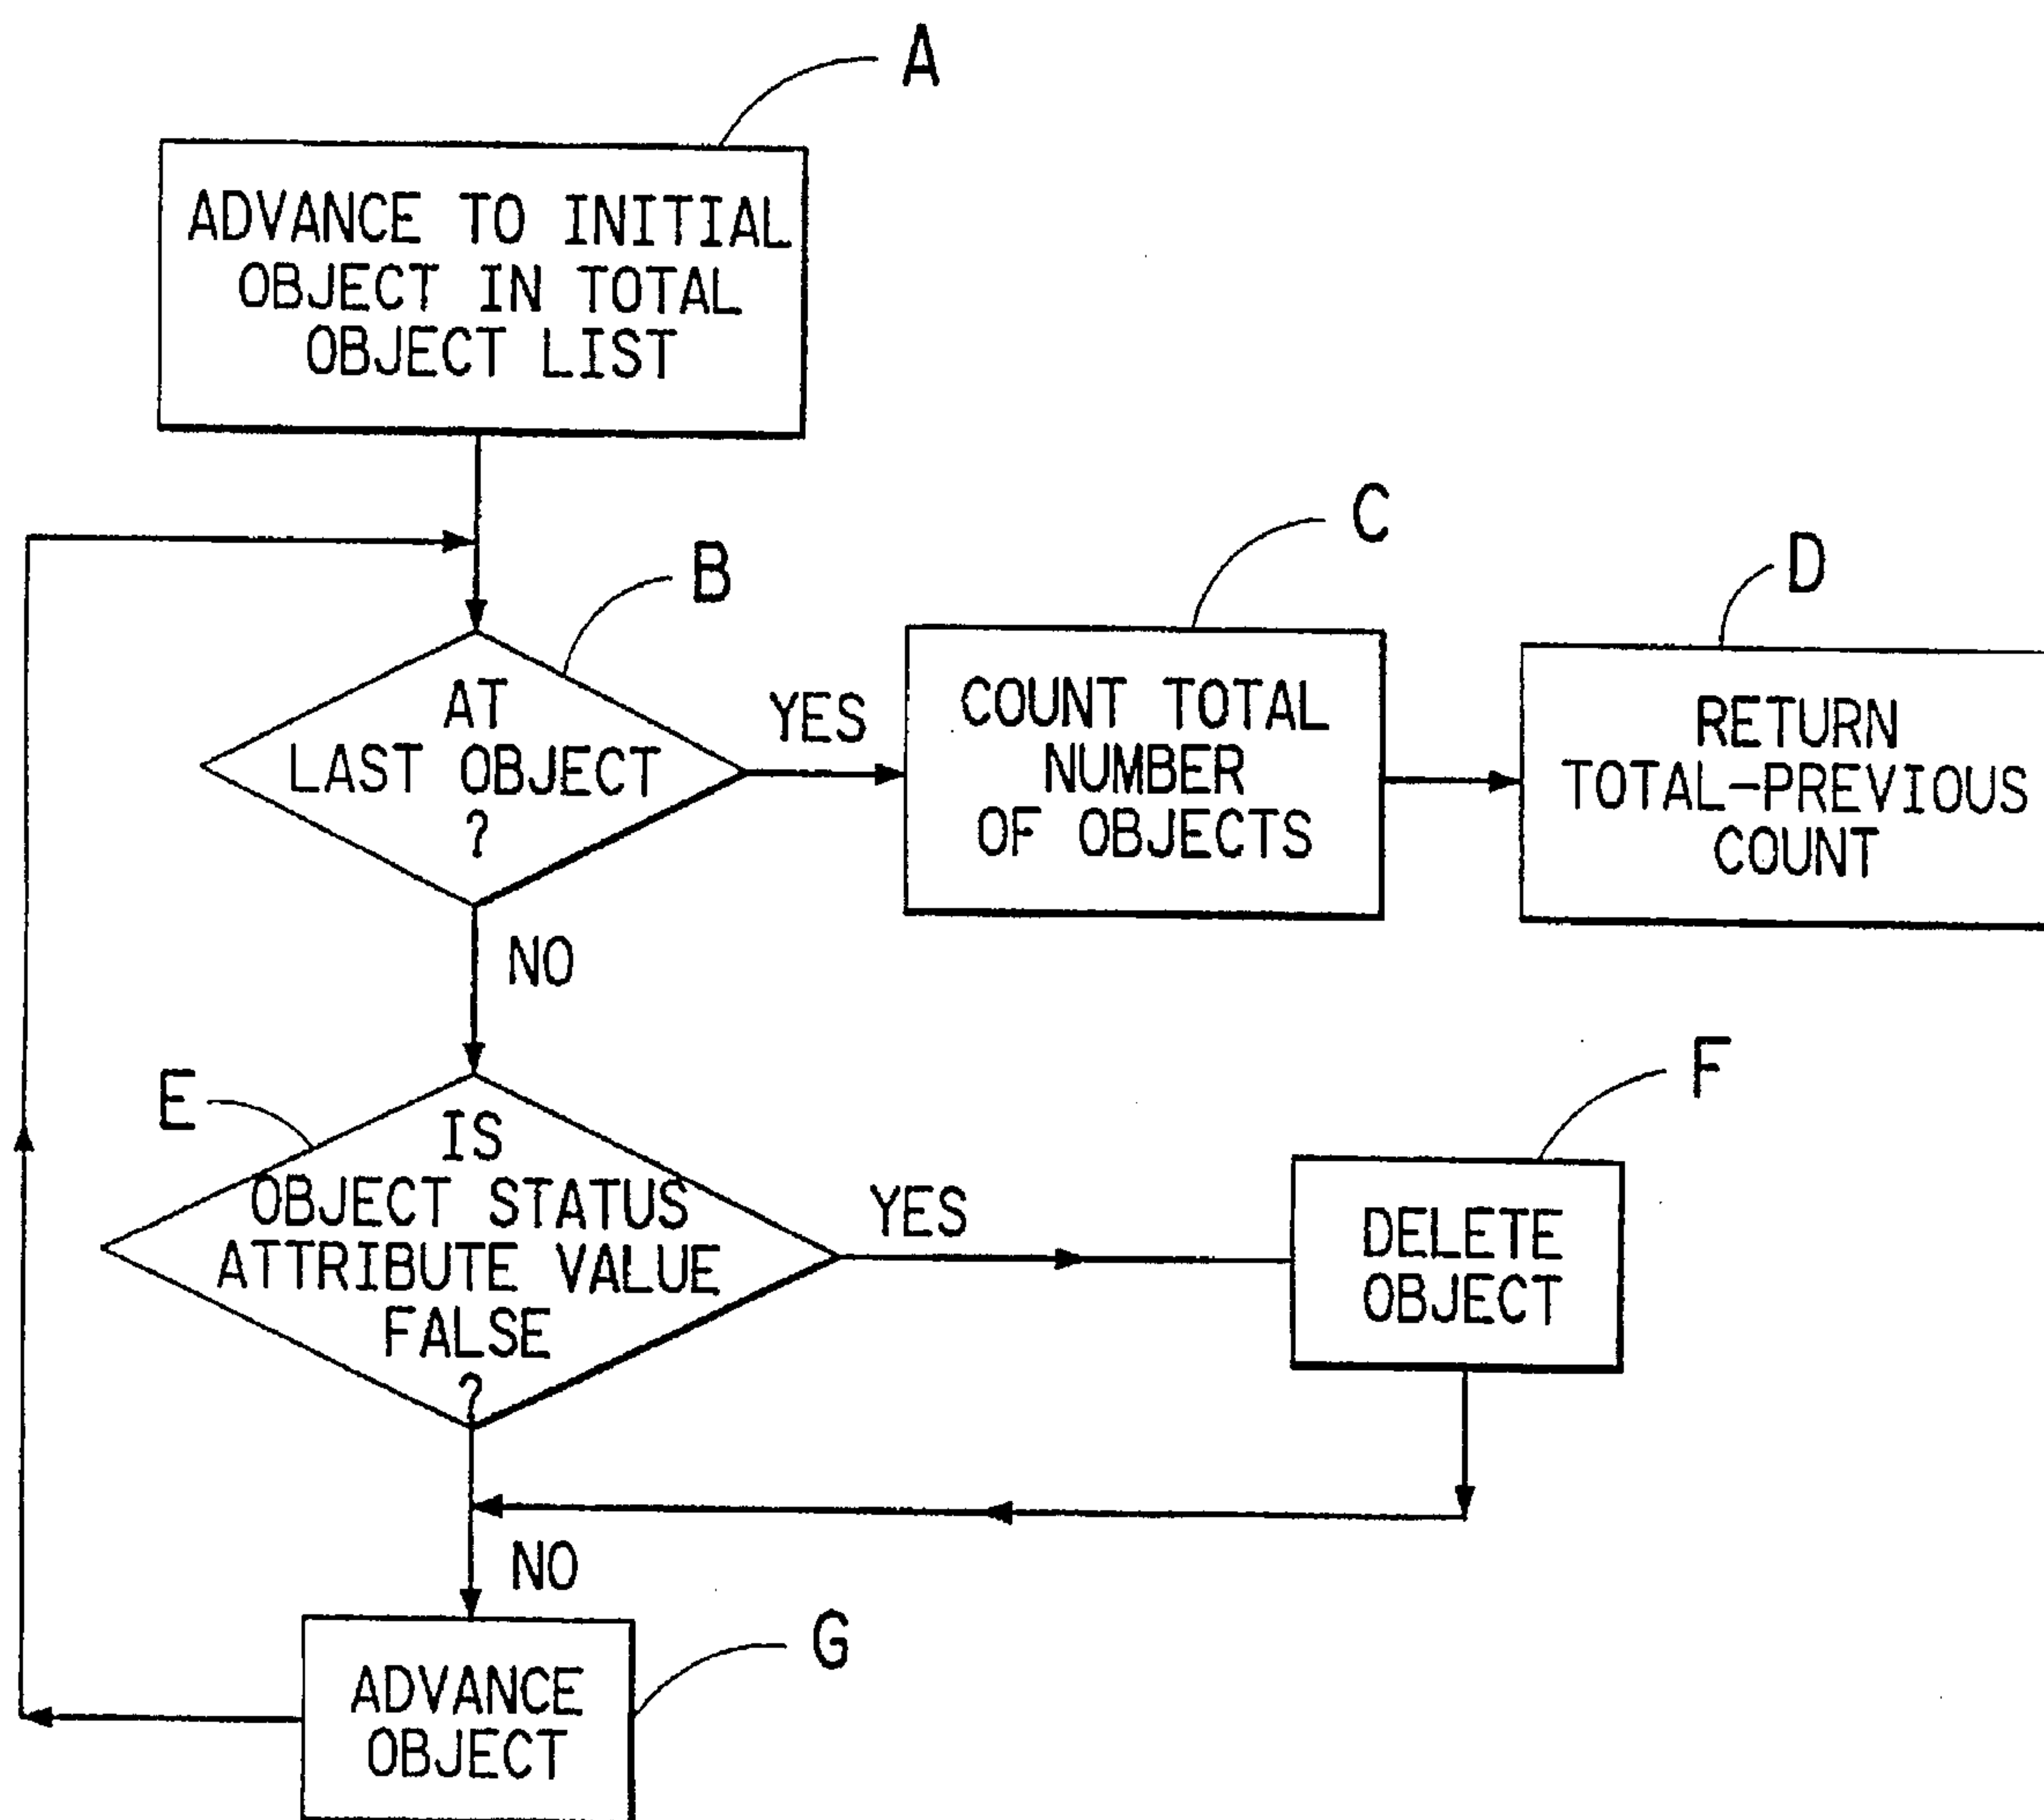 A
ADVANCE TO INITIAL
OBJECT IN TOTAL
OBJECT LIST
B
AT
LAST OBJECT
?
YES
C
COUNT TOTAL
NUMBER
OF OBJECTS
D
RETURN
TOTAL-PREVIOUS
COUNT
NO
E
IS
OBJECT STATUS
ATTRIBUTE VALUE
FALSE
?
YES
F
DELETE
OBJECT
NO
G
ADVANCE
OBJECT